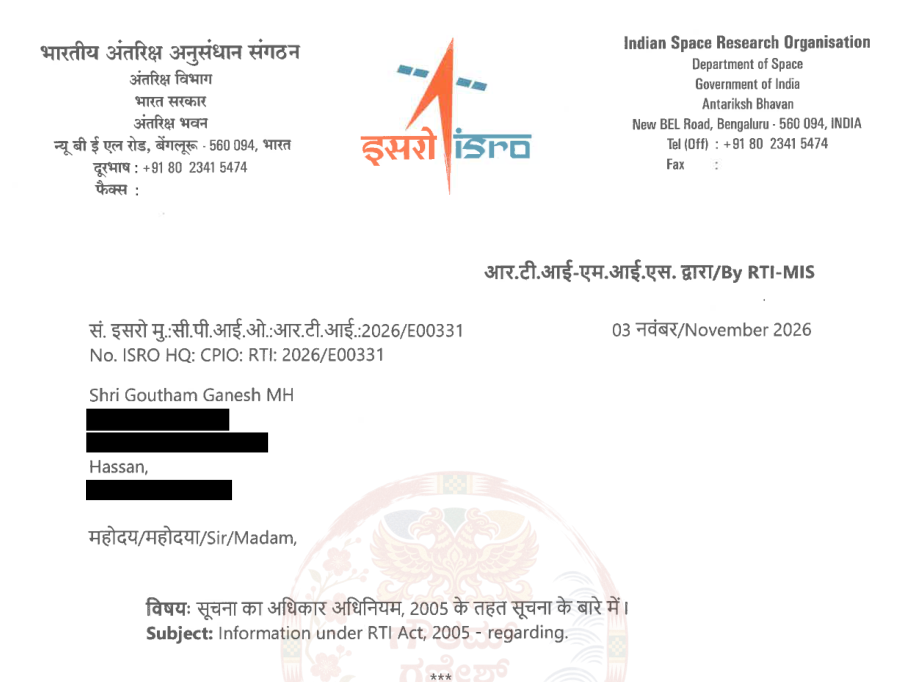 भारतीय अंतरिक्ष अनुसंधान संगठन
अंतरिक्ष विभाग
भारत सरकार
अंतरिक्ष भवन
न्यू बी ई एल रोड, बेंगलूरू - 560 094, भारत
दूरभाष : +91 80 2341 5474
फैक्स :
इसरो isro
Indian Space Research Organisation
Department of Space
Government of India
Antariksh Bhavan
New BEL Road, Bengaluru - 560 094, INDIA
Tel (Off) : +91 80 2341 5474
Fax :
आर.टी.आई-एम.आई.एस. द्वारा/By RTI-MIS
सं. इसरो मु.:सी.पी.आई.ओ.:आर.टी.आई.:2026/E00331
03 नवंबर/November 2026
No. ISRO HQ: CPIO: RTI: 2026/E00331
Shri Goutham Ganesh MH
Hassan,
महोदय/महोदया/Sir/Madam,
विषयः सूचना का अधिकार अधिनियम, 2005 के तहत सूचना के बारे में।
Subject: Information under RTI Act, 2005 - regarding.
***